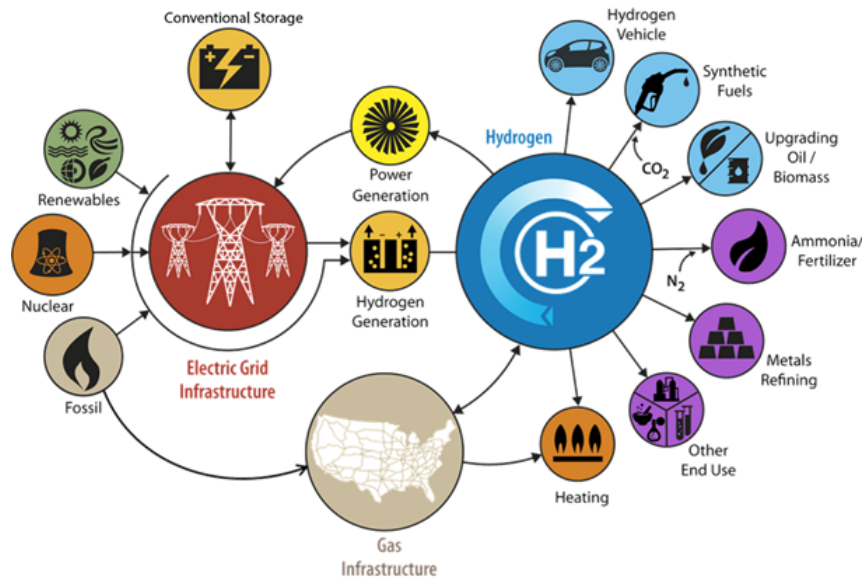 Conventional Storage
Hydrogen
Vehicle
Synthetic
Fuels
Hydrogen
CO2
Upgrading
Oil /
Biomass
Renewables
Power
Generation
H2
Ammonia/
Fertilizer
N2
Nuclear
Hydrogen
Generation
Metals
Refining
Electric Grid
Infrastructure
Fossil
Other
End Use
Heating
Gas
Infrastructure